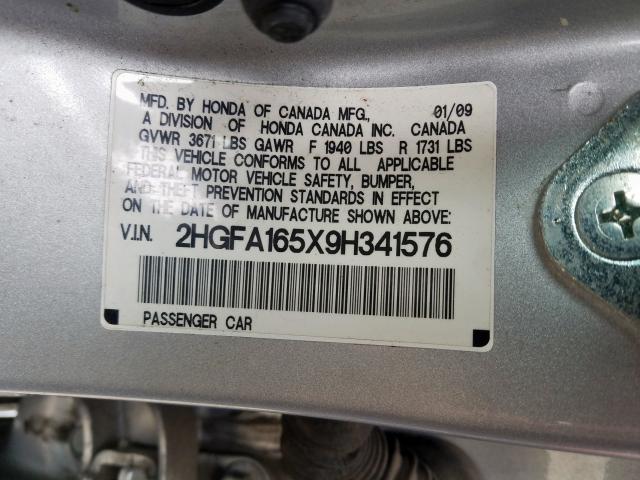 MFD. BY HONDA OF CANADA MFG., 01/09
A DIVISION OF HONDA CANADA INC. CANADA
GVWR 3671 LBS GAWR F 1940 LBS R 1731 LBS
THIS VEHICLE CONFORMS TO ALL APPLICABLE
FEDERAL MOTOR VEHICLE SAFETY, BUMPER,
AND THEFT PREVENTION STANDARDS IN EFFECT
ON THE DATE OF MANUFACTURE SHOWN ABOVE:
V.I.N. 2HGFA165X9H341576
PASSENGER CAR